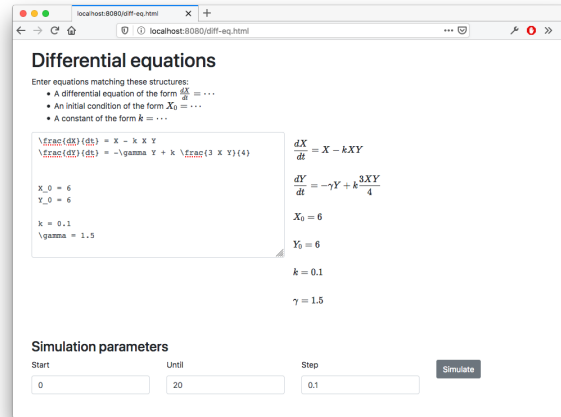 localhost:8080/diff-eq.html
localhost:8080/diff-eq.html
Differential equations
Enter equations matching these structures:
• A differential equation of the form \frac{dX}{dt} = ⋯
• An initial condition of the form X₀ = ⋯
• A constant of the form k = ⋯
\frac{dX}{dt} = X - k X Y
\frac{dY}{dt} = -\gamma Y + k \frac{3 X Y}{4}
X_0 = 6
Y_0 = 6
k = 0.1
\gamma = 1.5
dX/dt = X − kXY
dY/dt = −γY + k 3XY/4
X₀ = 6
Y₀ = 6
k = 0.1
γ = 1.5
Simulation parameters
Start Until Step
0 20 0.1 Simulate